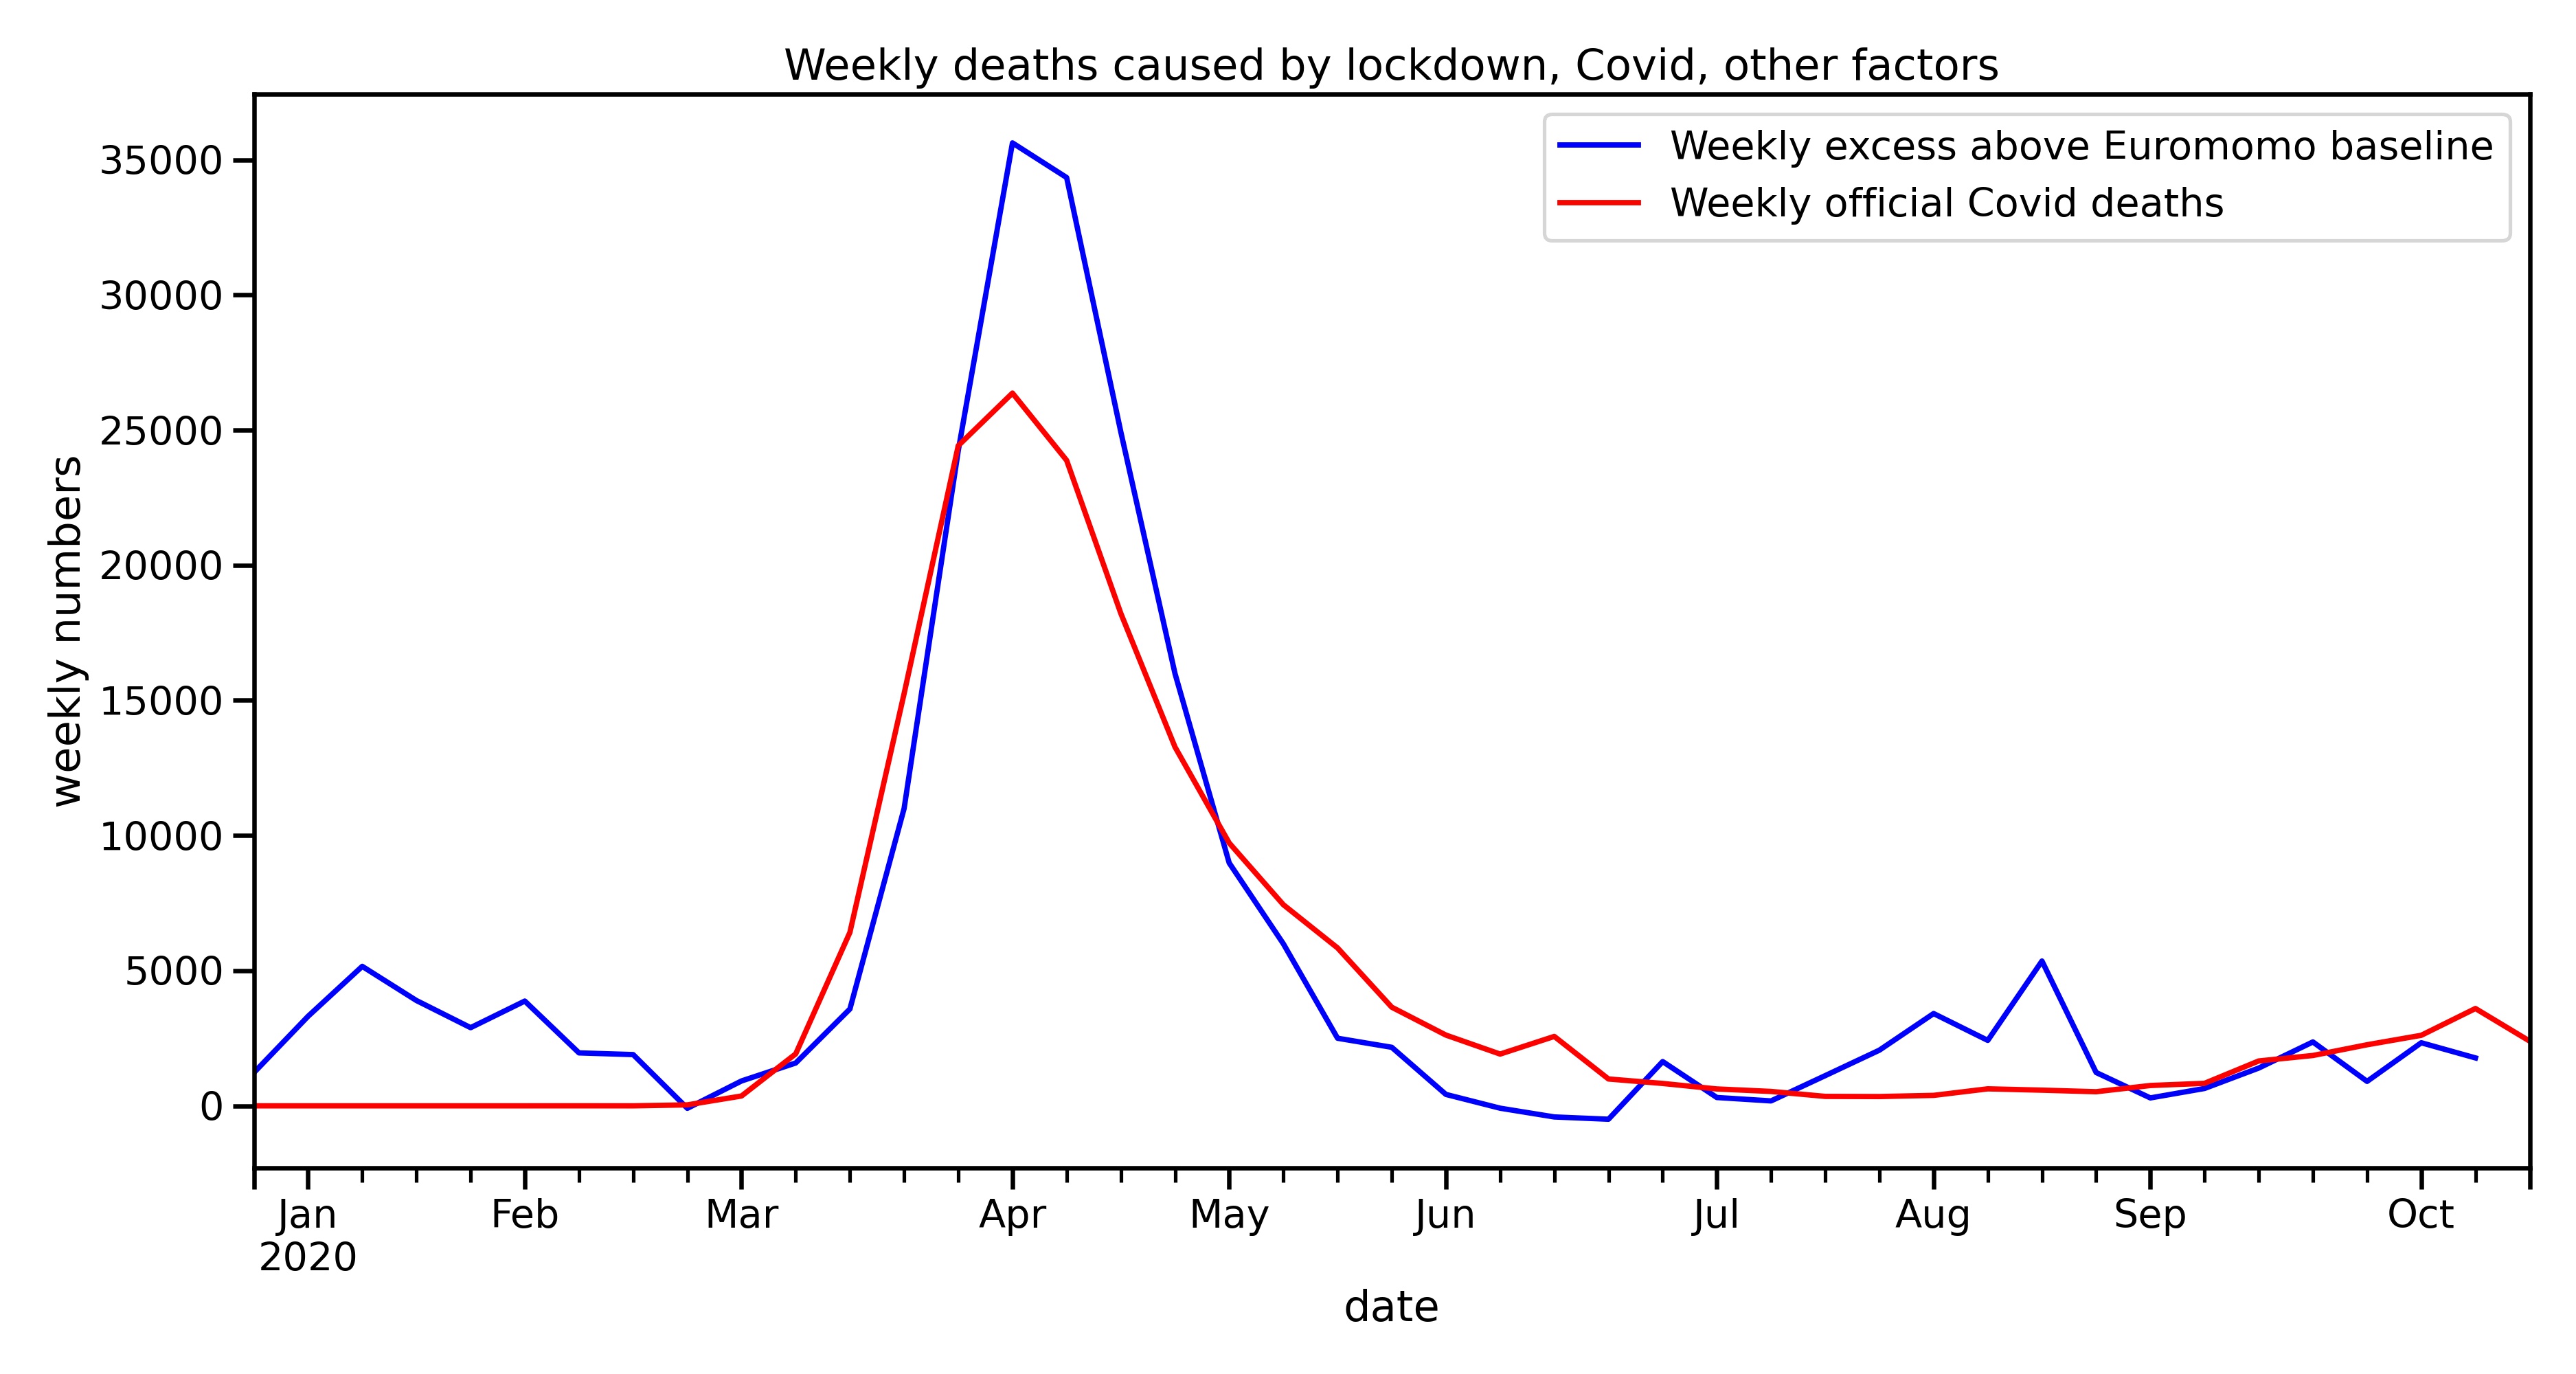 Weekly deaths caused by lockdown, Covid, other factors
Weekly excess above Euromomo baseline
Weekly official Covid deaths
35000
30000
25000
20000
15000
10000
5000
0
weekly numbers
Jan Feb Mar Apr May Jun Jul Aug Sep Oct
2020
date